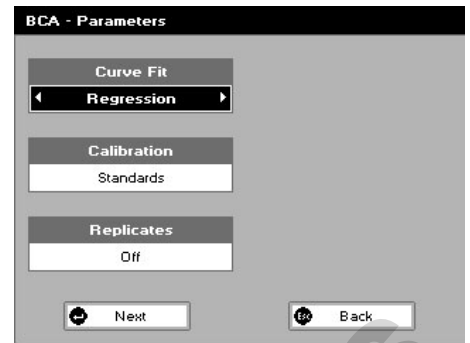 BCA - Parameters
Curve Fit
Regression
Calibration
Standards
Replicates
Off
Next
Esc Back